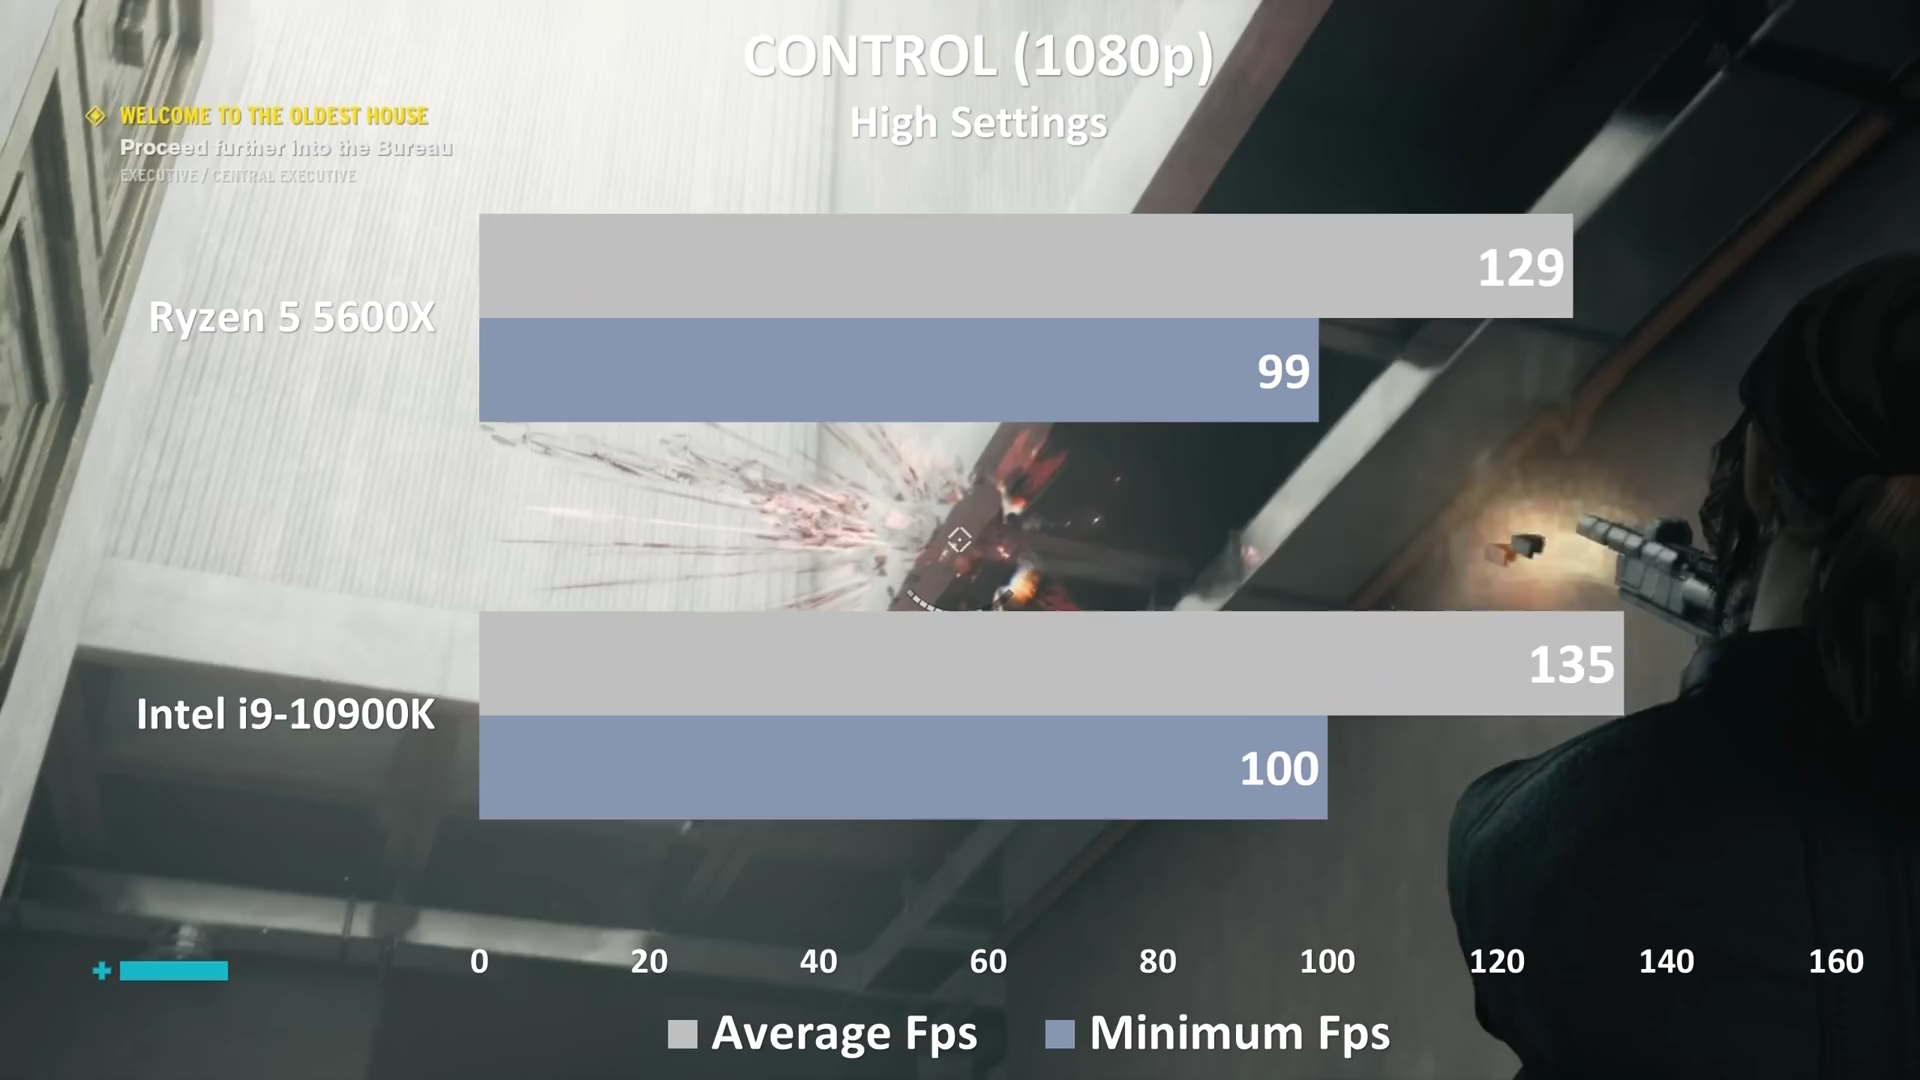 CONTROL (1080p)
High Settings
WELCOME TO THE OLDEST HOUSE
Proceed further into the Bureau
EXECUTIVE / CENTRAL EXECUTIVE
Ryzen 5 5600X
129
99
Intel i9-10900K
135
100
0 20 40 60 80 100 120 140 160
Average Fps Minimum Fps